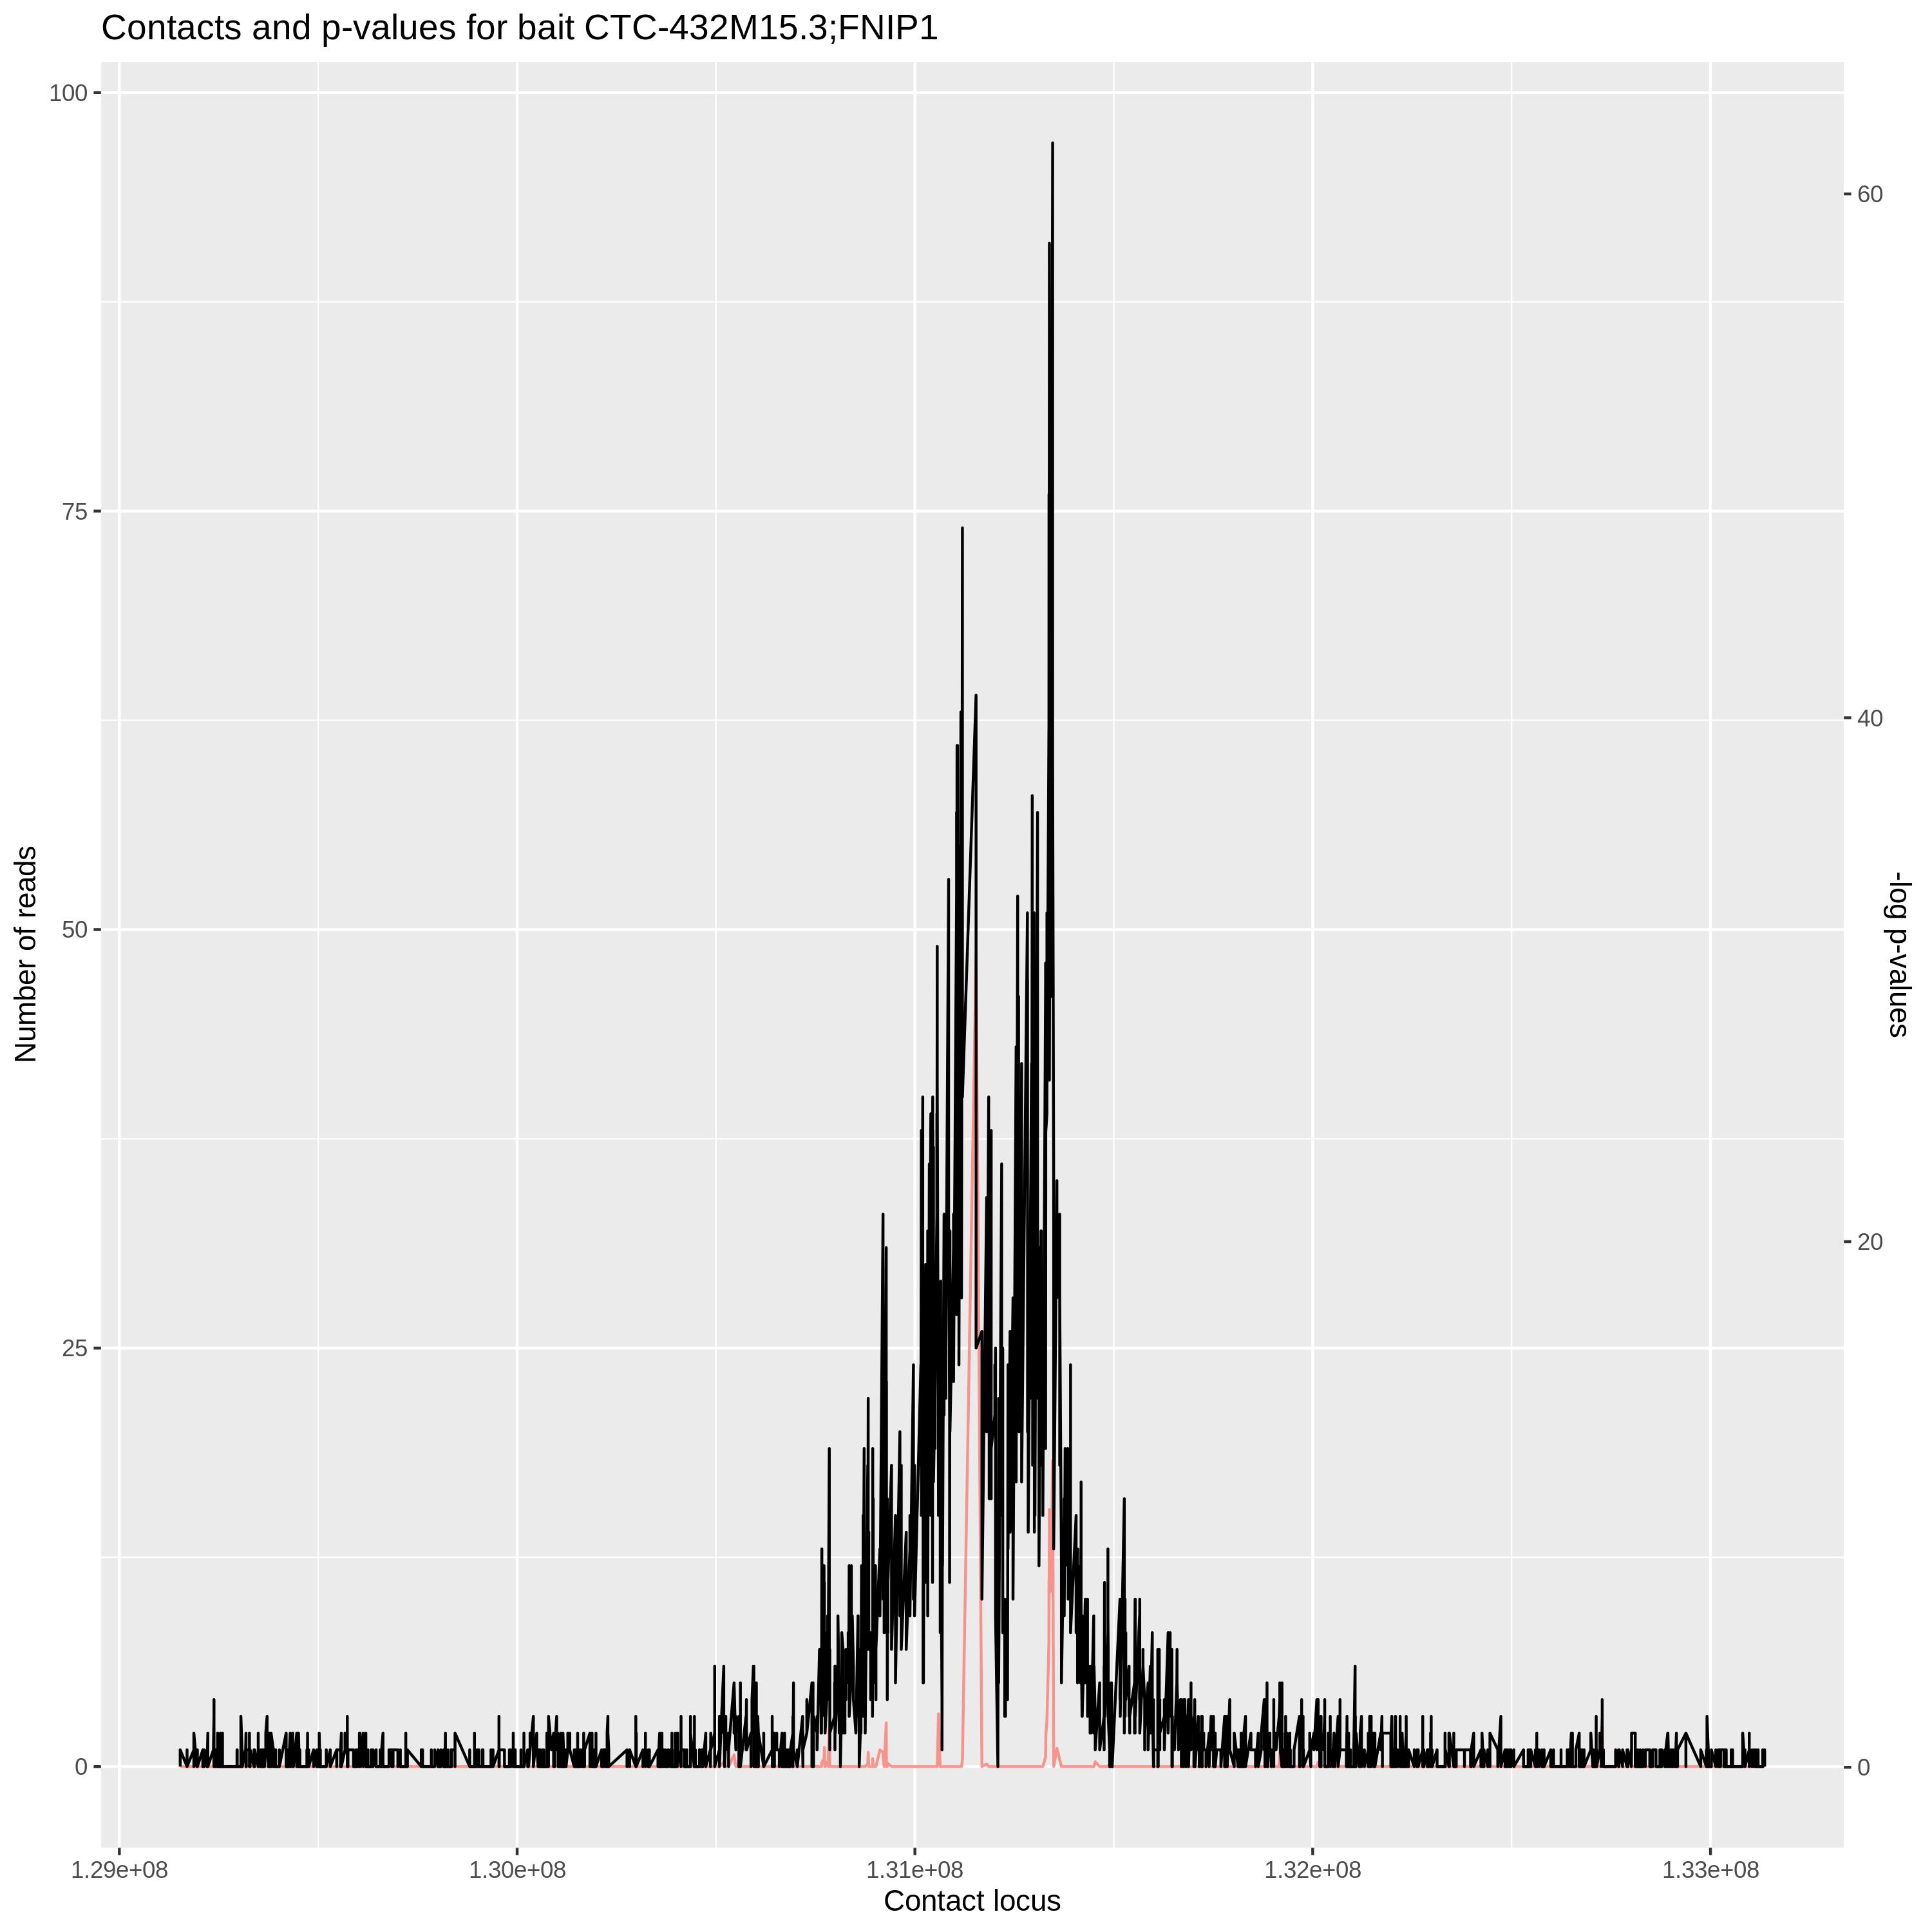 Contacts and p-values for bait CTC-432M15.3;FNIP1
100
75
50
25
0
Number of reads
60
40
20
0
-log p-values
1.29e+08 1.30e+08 1.31e+08 1.32e+08 1.33e+08
Contact locus